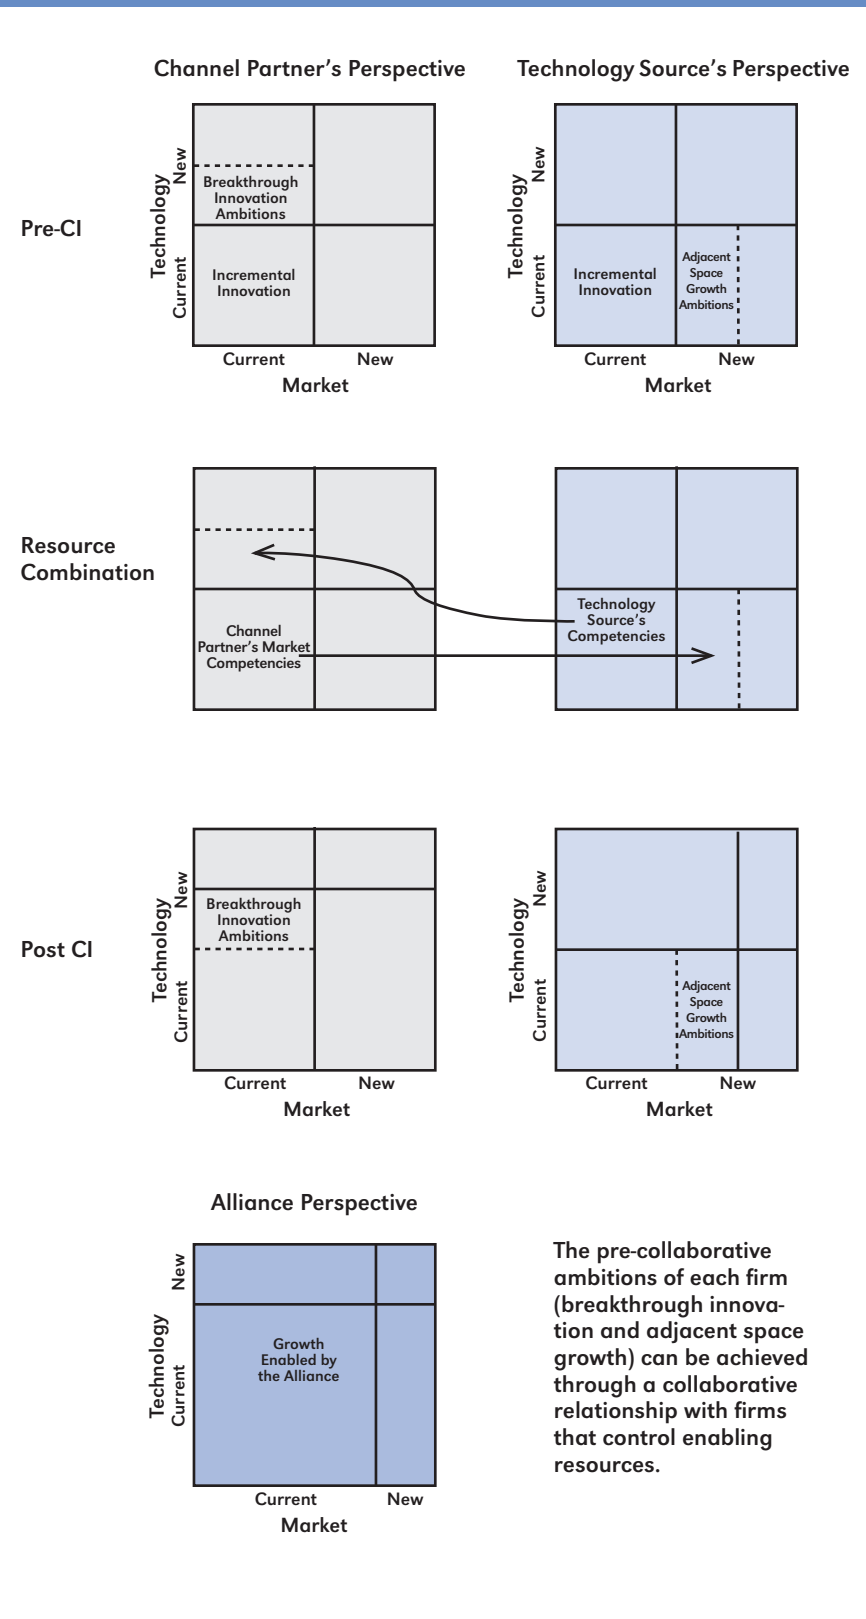 Channel Partner's Perspective
Technology Source's Perspective
Pre-CI
Technology
New
Current
Breakthrough
Innovation
Ambitions
Incremental
Innovation
Current
New
Market
Technology
New
Current
Incremental
Innovation
Adjacent
Space
Growth
Ambitions
Current
New
Market
Resource
Combination
Channel
Partner's Market
Competencies
Technology
Source's
Competencies
Post CI
Technology
New
Current
Breakthrough
Innovation
Ambitions
Current
New
Market
Technology
New
Current
Adjacent
Space
Growth
Ambitions
Current
New
Market
Alliance Perspective
Technology
New
Current
Growth
Enabled by
the Alliance
Current
New
Market
The pre-collaborative
ambitions of each firm
(breakthrough innova-
tion and adjacent space
growth) can be achieved
through a collaborative
relationship with firms
that control enabling
resources.